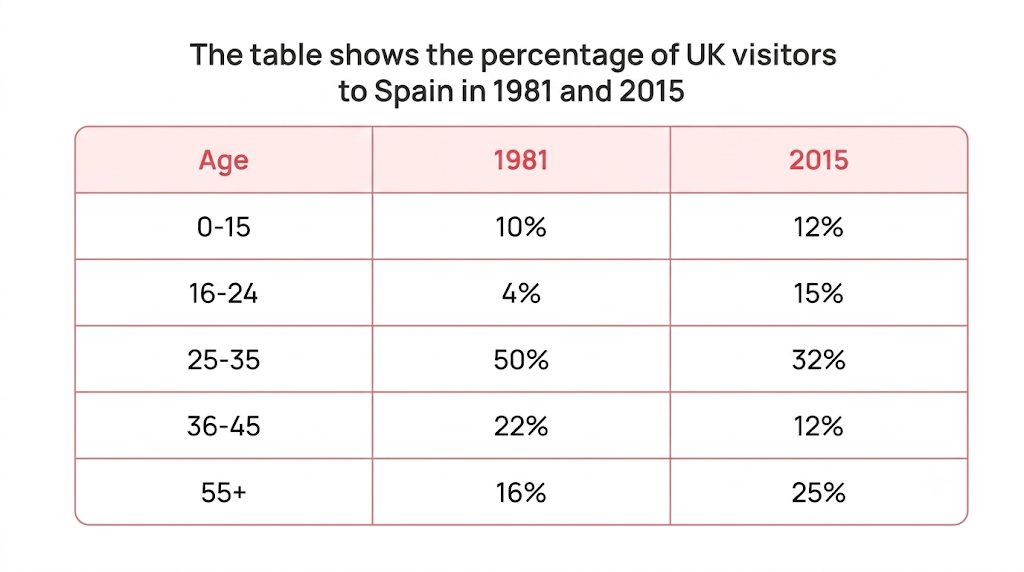 The table shows the percentage of UK visitors
to Spain in 1981 and 2015
Age 1981 2015
0-15 10% 12%
16-24 4% 15%
25-35 50% 32%
36-45 22% 12%
55+ 16% 25%